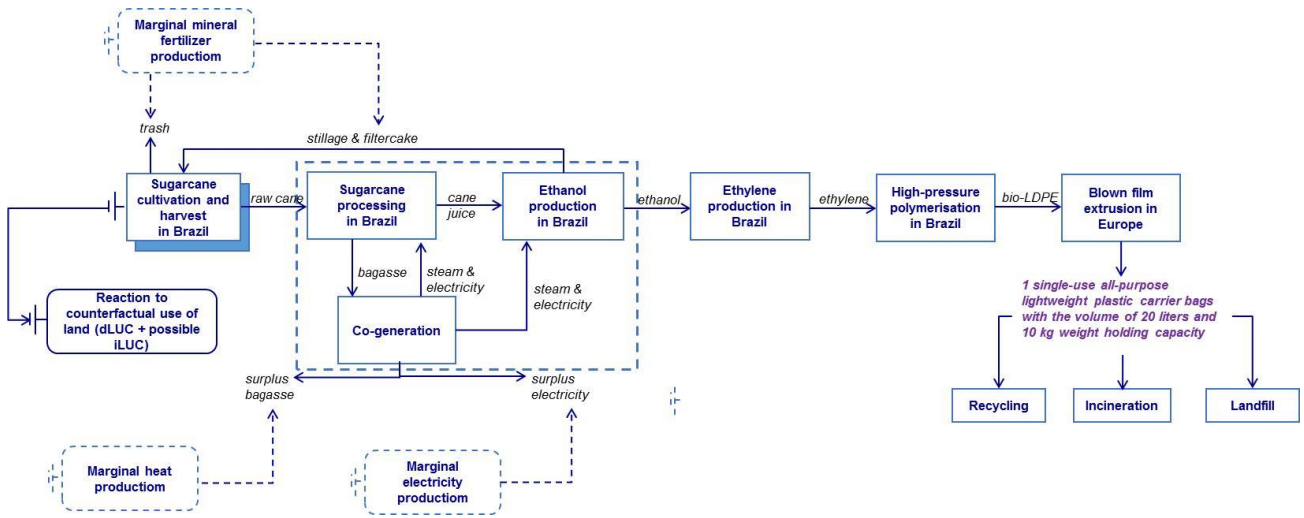 Marginal mineral
fertilizer
productiom
trash
stillage & filtercake
Sugarcane
cultivation and
harvest
in Brazil
raw cane
Sugarcane
processing
in Brazil
cane
juice
Ethanol
production
in Brazil
ethanol
Ethylene
production in
Brazil
ethylene
High-pressure
polymerisation
in Brazil
bio-LDPE
Blown film
extrusion in
Europe
bagasse
steam &
electricity
steam &
electricity
Reaction to
counterfactual use of
land (dLUC + possible
iLUC)
Co-generation
1 single-use all-purpose
lightweight plastic carrier bags
with the volume of 20 liters and
10 kg weight holding capacity
surplus
bagasse
surplus
electricity
Recycling
Incineration
Landfill
Marginal heat
productiom
Marginal
electricity
productiom